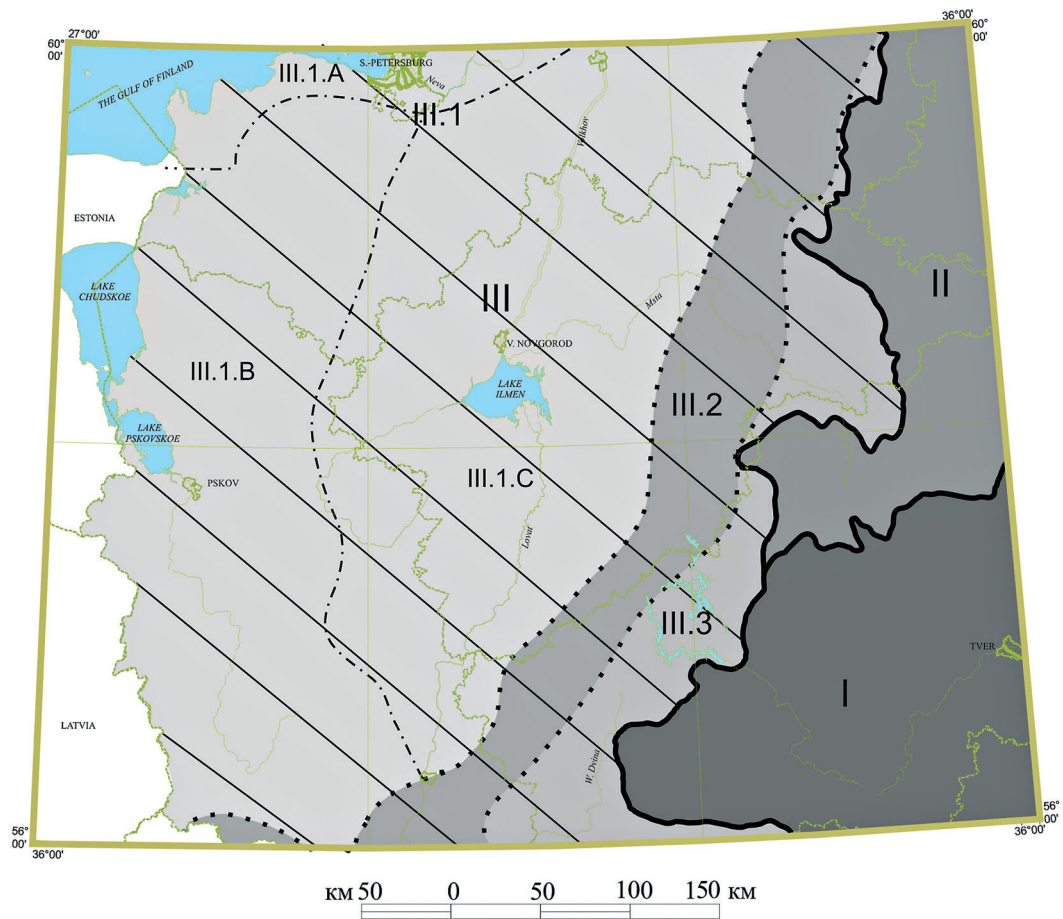 27°00'
36°00'
60°
00'
60
00'
THE GULF OF FINLAND
III.1.A
S.-PETERSBURG
Neva
III.1
Volkhov
ESTONIA
LAKE
CHUDSKOE
III
II
Msta
V. NOVGOROD
III.1.B
LAKE
ILMEN
III.2
LAKE
PSKOVSKOE
III.1.C
PSKOV
Lovat
III.3
TVER
I
LATVIA
W. Dvina
56°
00'
36°00'
56°
00'
36°00'
км 50 0 50 100 150 км